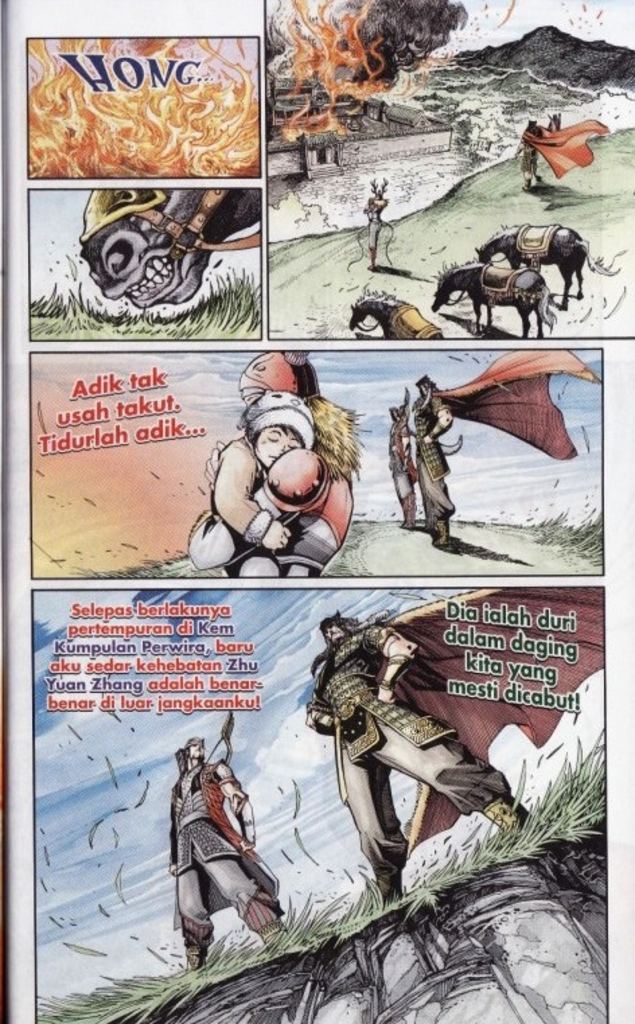 HONG...
Adik tak
usah takut.
Tidurlah adik...
Selepas berlakunya
pertempuran di Kem
Kumpulan Perwira, baru
aku sedar kehebatan Zhu
Yuan Zhang adalah benar-
benar di luar jangkaanku!
Dia ialah duri
dalam daging
kita yang
mesti dicabut!